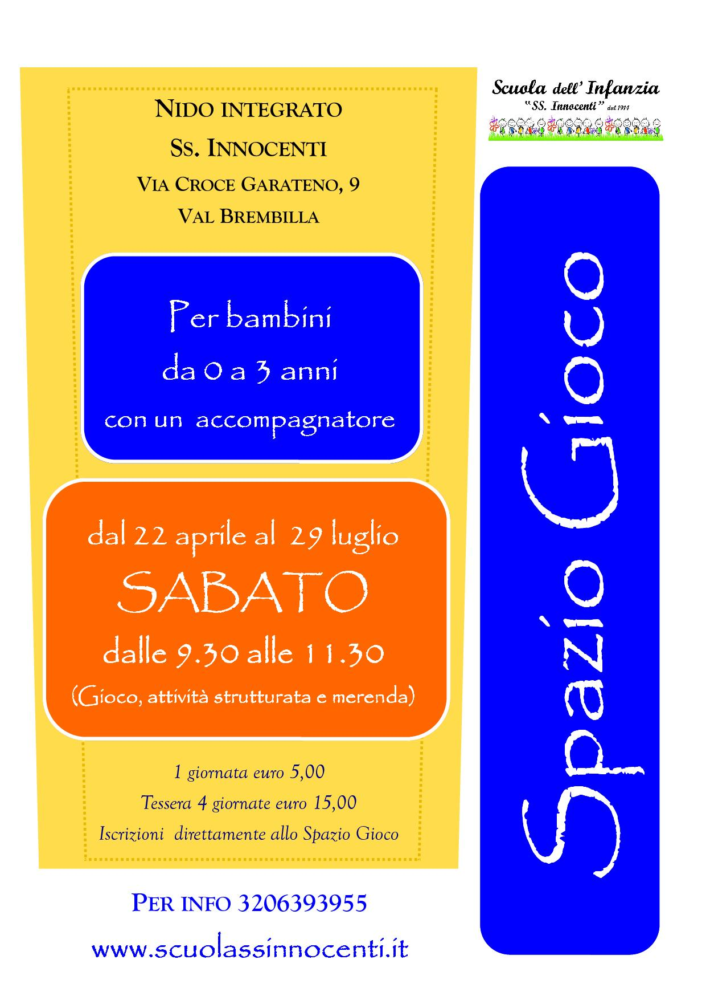 Scuola dell' Infanzia
"SS. Innocenti" dal 1914
NIDO INTEGRATO
SS. INNOCENTI
VIA CROCE GARATENO, 9
VAL BREMBILLA
Per bambini
da 0 a 3 anni
con un accompagnatore
dal 22 aprile al 29 luglio
SABATO
dalle 9.30 alle 11.30
(Gioco, attività strutturata e merenda)
1 giornata euro 5,00
Tessera 4 giornate euro 15,00
Iscrizioni direttamente allo Spazio Gioco
PER INFO 3206393955
www.scuolassinnocenti.it
Spazio Gioco